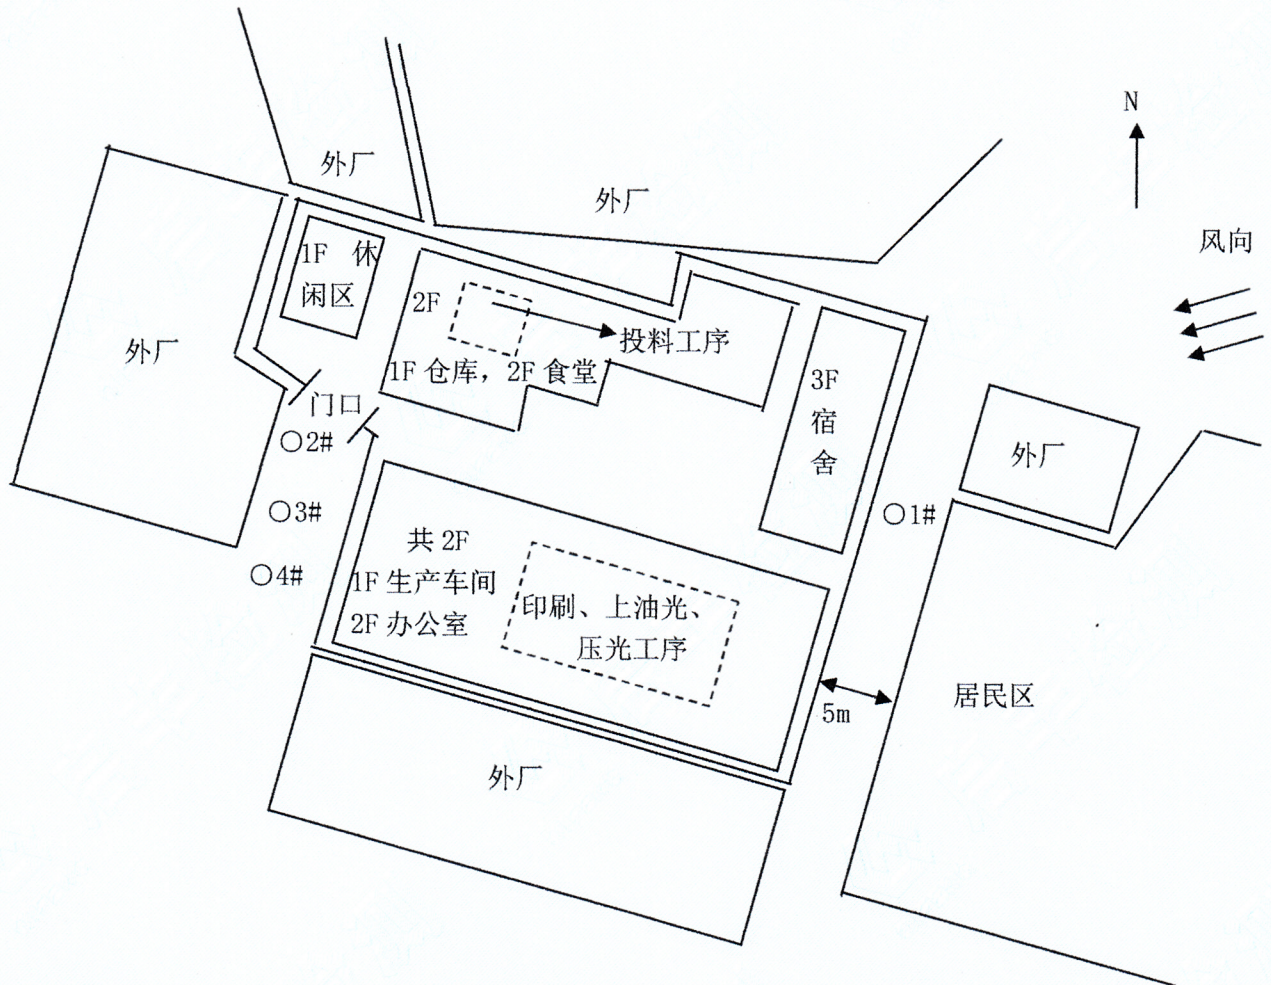 N
外厂
外厂
风向
1F 休
闲区
2F
投料工序
外厂
1F 仓库，2F 食堂
3F
宿
舍
门口
○2#
外厂
○3#
○1#
○4#
共 2F
1F 生产车间
2F 办公室
印刷、上油光、
压光工序
居民区
5m
外厂